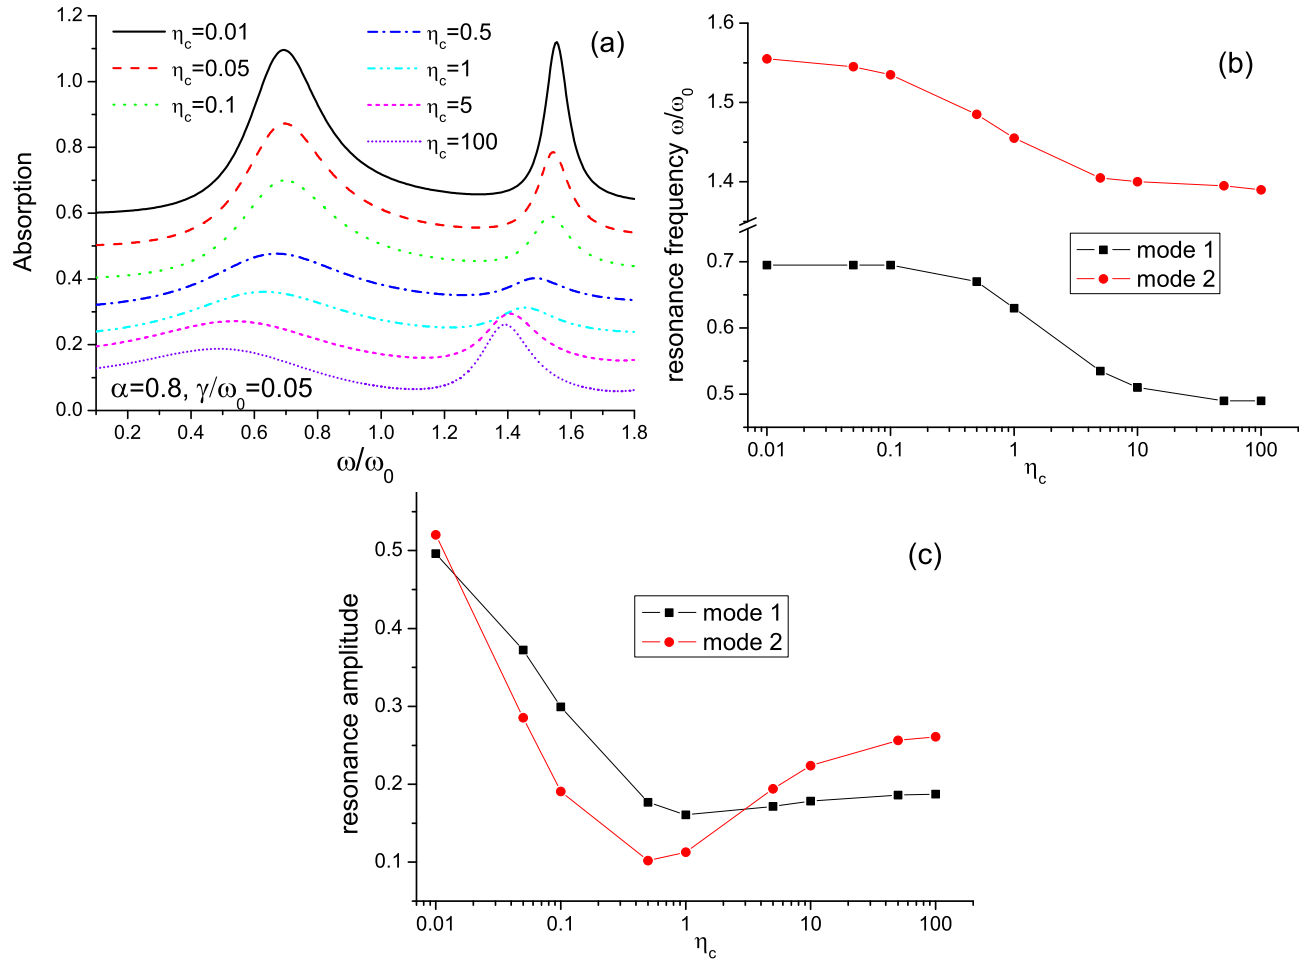 (a)
η_c=0.01
η_c=0.05
η_c=0.1
η_c=0.5
η_c=1
η_c=5
η_c=100
1.2
1.0
0.8
0.6
0.4
0.2
0.0
Absorption
α=0.8, γ/ω_0=0.05
0.2 0.4 0.6 0.8 1.0 1.2 1.4 1.6 1.8
ω/ω_0
(b)
1.6
1.5
1.4
0.7
0.6
0.5
resonance frequency ω/ω_0
mode 1
mode 2
0.01 0.1 1 10 100
η_c
(c)
0.5
0.4
0.3
0.2
0.1
resonance amplitude
mode 1
mode 2
0.01 0.1 1 10 100
η_c